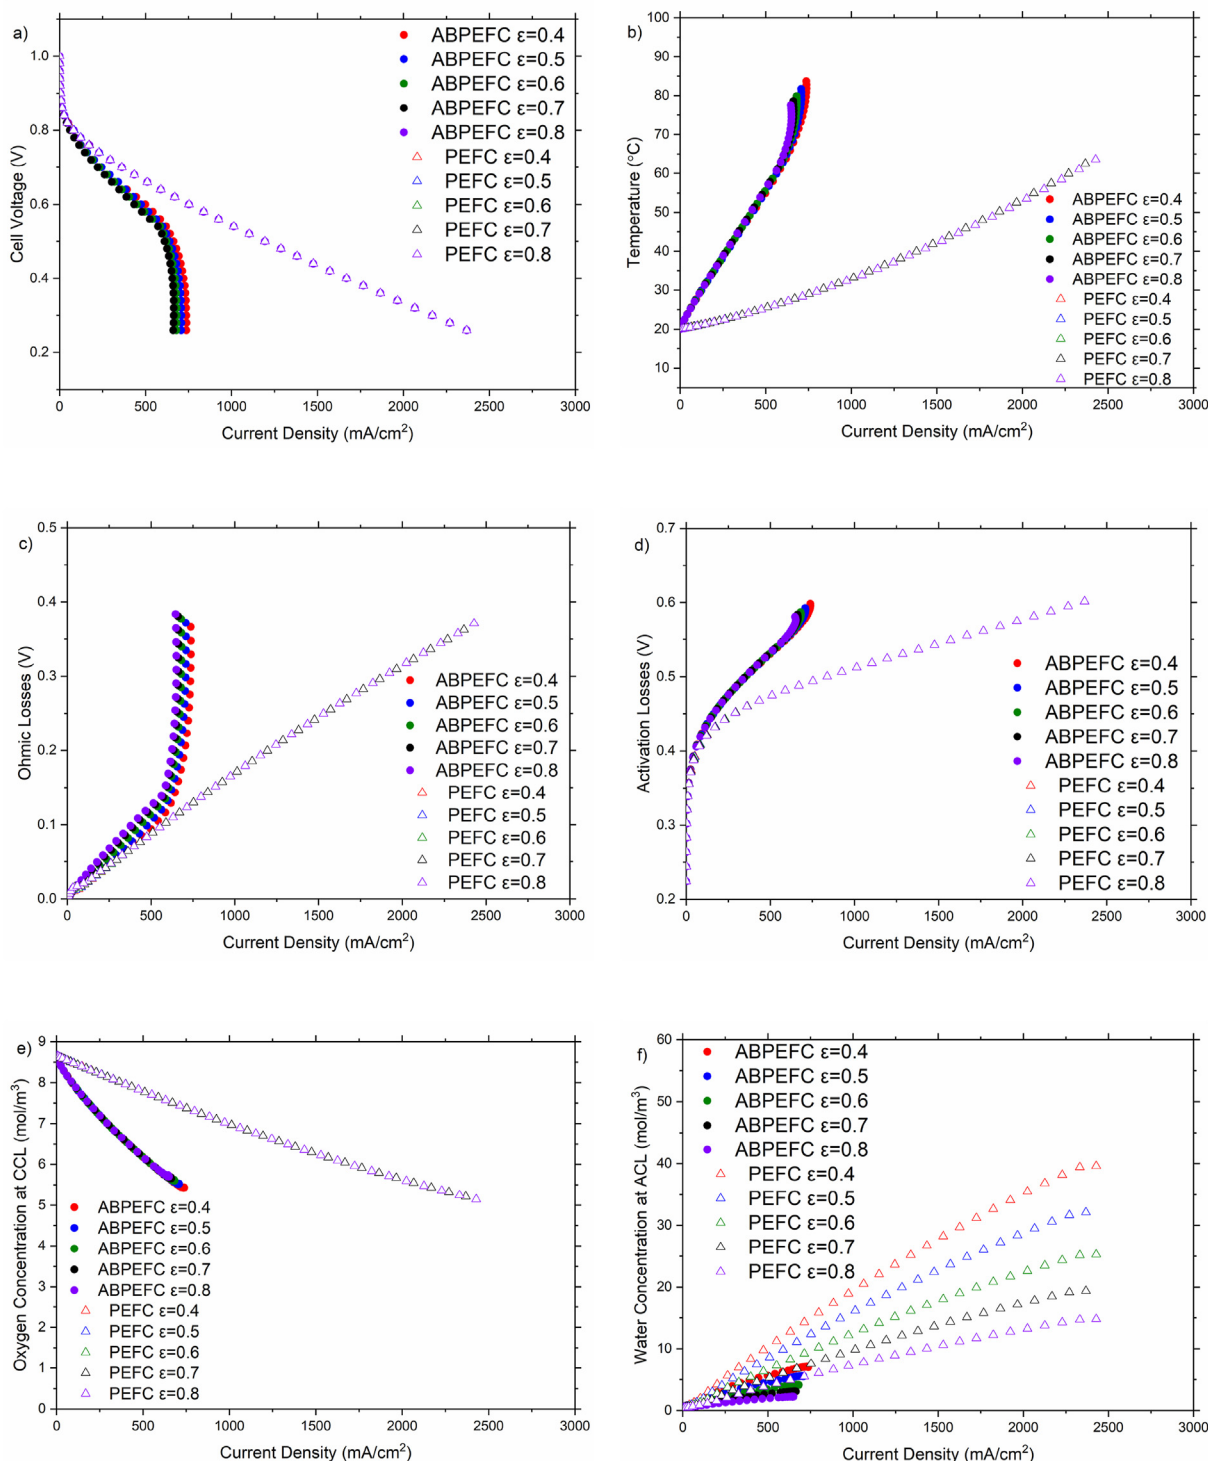 a)
1.0
0.8
0.6
0.4
0.2
Cell Voltage (V)
0 500 1000 1500 2000 2500 3000
Current Density (mA/cm²)
ABPEFC ε=0.4
ABPEFC ε=0.5
ABPEFC ε=0.6
ABPEFC ε=0.7
ABPEFC ε=0.8
PEFC ε=0.4
PEFC ε=0.5
PEFC ε=0.6
PEFC ε=0.7
PEFC ε=0.8
b)
100
90
80
70
60
50
40
30
20
10
Temperature (°C)
0 500 1000 1500 2000 2500 3000
Current Density (mA/cm²)
ABPEFC ε=0.4
ABPEFC ε=0.5
ABPEFC ε=0.6
ABPEFC ε=0.7
ABPEFC ε=0.8
PEFC ε=0.4
PEFC ε=0.5
PEFC ε=0.6
PEFC ε=0.7
PEFC ε=0.8
c)
0.5
0.4
0.3
0.2
0.1
0.0
Ohmic Losses (V)
0 500 1000 1500 2000 2500 3000
Current Density (mA/cm²)
ABPEFC ε=0.4
ABPEFC ε=0.5
ABPEFC ε=0.6
ABPEFC ε=0.7
ABPEFC ε=0.8
PEFC ε=0.4
PEFC ε=0.5
PEFC ε=0.6
PEFC ε=0.7
PEFC ε=0.8
d)
0.7
0.6
0.5
0.4
0.3
0.2
Activation Losses (V)
0 500 1000 1500 2000 2500 3000
Current Density (mA/cm²)
ABPEFC ε=0.4
ABPEFC ε=0.5
ABPEFC ε=0.6
ABPEFC ε=0.7
ABPEFC ε=0.8
PEFC ε=0.4
PEFC ε=0.5
PEFC ε=0.6
PEFC ε=0.7
PEFC ε=0.8
e)
9
8
7
6
5
4
3
2
1
0
Oxygen Concentration at CCL (mol/m³)
0 500 1000 1500 2000 2500 3000
Current Density (mA/cm²)
ABPEFC ε=0.4
ABPEFC ε=0.5
ABPEFC ε=0.6
ABPEFC ε=0.7
ABPEFC ε=0.8
PEFC ε=0.4
PEFC ε=0.5
PEFC ε=0.6
PEFC ε=0.7
PEFC ε=0.8
f)
60
50
40
30
20
10
0
Water Concentration at ACL (mol/m³)
0 500 1000 1500 2000 2500 3000
Current Density (mA/cm²)
ABPEFC ε=0.4
ABPEFC ε=0.5
ABPEFC ε=0.6
ABPEFC ε=0.7
ABPEFC ε=0.8
PEFC ε=0.4
PEFC ε=0.5
PEFC ε=0.6
PEFC ε=0.7
PEFC ε=0.8